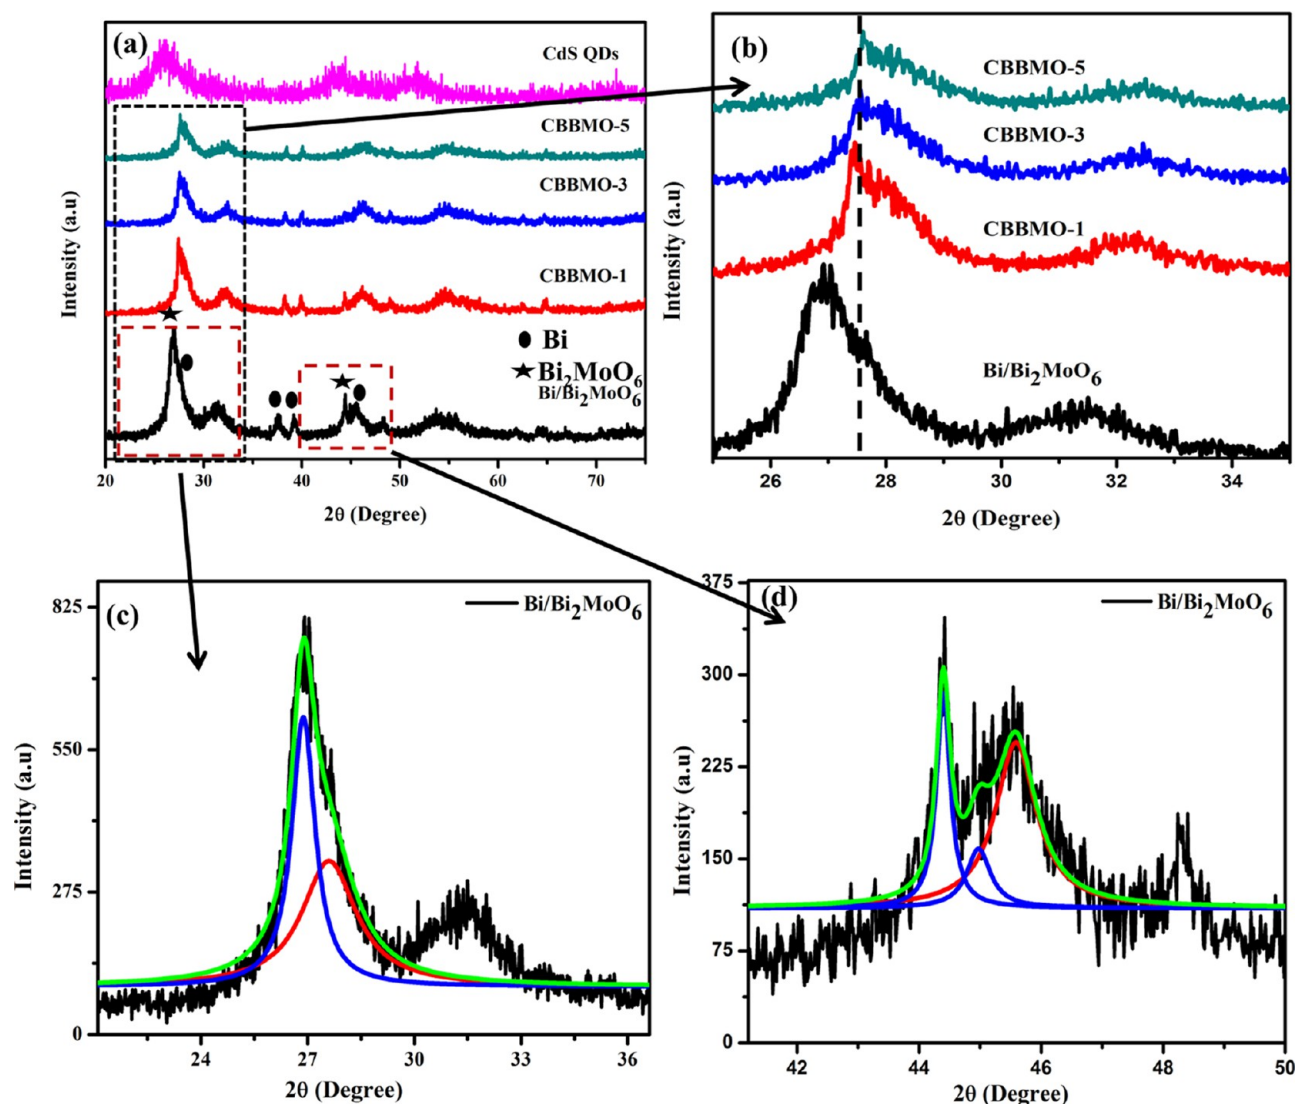 (a)
CdS QDs
CBBMO-5
CBBMO-3
CBBMO-1
Bi
Bi₂MoO₆
Bi/Bi₂MoO₆
Intensity (a.u)
20 30 40 50 60 70
2θ (Degree)
(b)
CBBMO-5
CBBMO-3
CBBMO-1
Bi/Bi₂MoO₆
Intensity (a.u)
26 28 30 32 34
2θ (Degree)
(c)
Bi/Bi₂MoO₆
825
550
275
0
Intensity (a.u)
24 27 30 33 36
2θ (Degree)
(d)
Bi/Bi₂MoO₆
375
300
225
150
75
0
Intensity (a.u)
42 44 46 48 50
2θ (Degree)